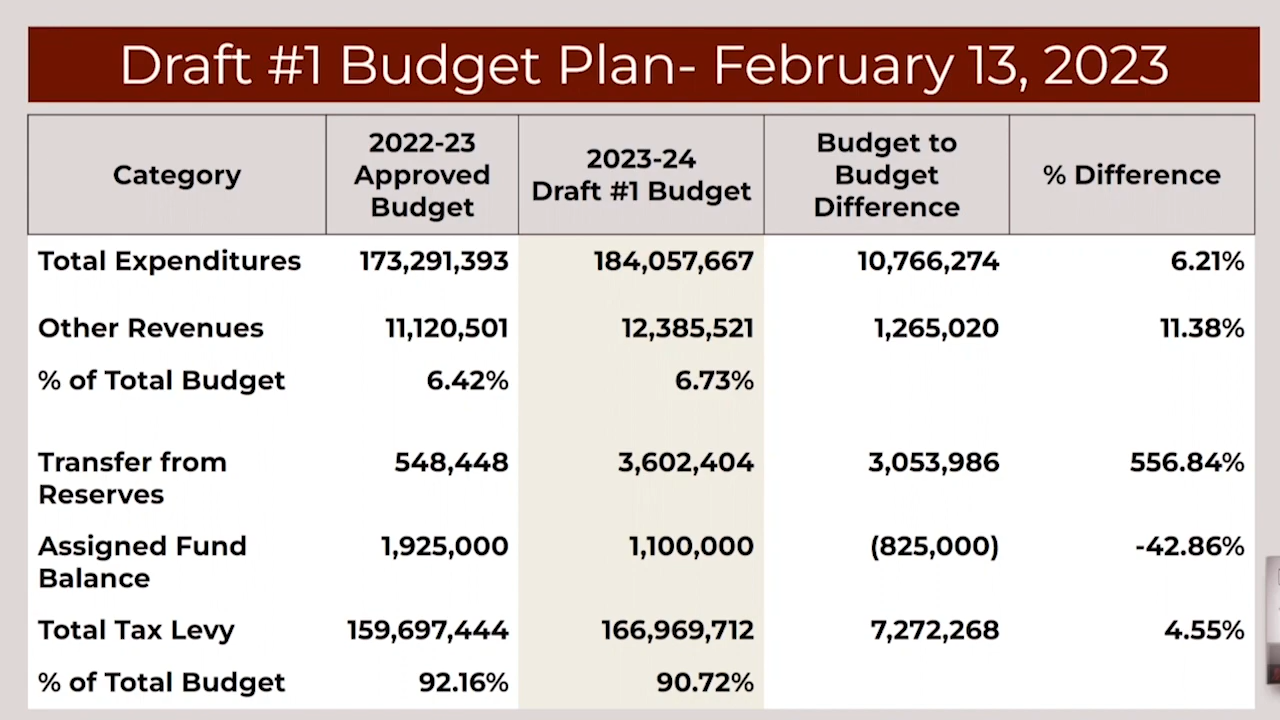 Draft #1 Budget Plan- February 13, 2023
Category
2022-23
Approved
Budget
2023-24
Draft #1 Budget
Budget to
Budget
Difference
% Difference
Total Expenditures 173,291,393 184,057,667 10,766,274 6.21%
Other Revenues 11,120,501 12,385,521 1,265,020 11.38%
% of Total Budget 6.42% 6.73%
Transfer from 548,448 3,602,404 3,053,986 556.84%
Reserves
Assigned Fund 1,925,000 1,100,000 (825,000) -42.86%
Balance
Total Tax Levy 159,697,444 166,969,712 7,272,268 4.55%
% of Total Budget 92.16% 90.72%